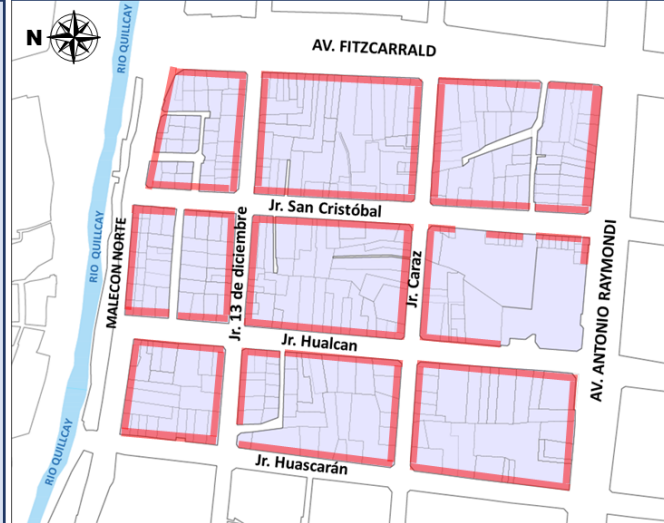 N
RIO QUILLCAY
AV. FITZCARRALD
Jr. San Cristóbal
RIO QUILLCAY
MALECON NORTE
Jr. 13 de diciembre
Jr. Caraz
AV. ANTONIO RAYMONDI
Jr. Hualcan
RIO QUILLCAY
Jr. Huascarán